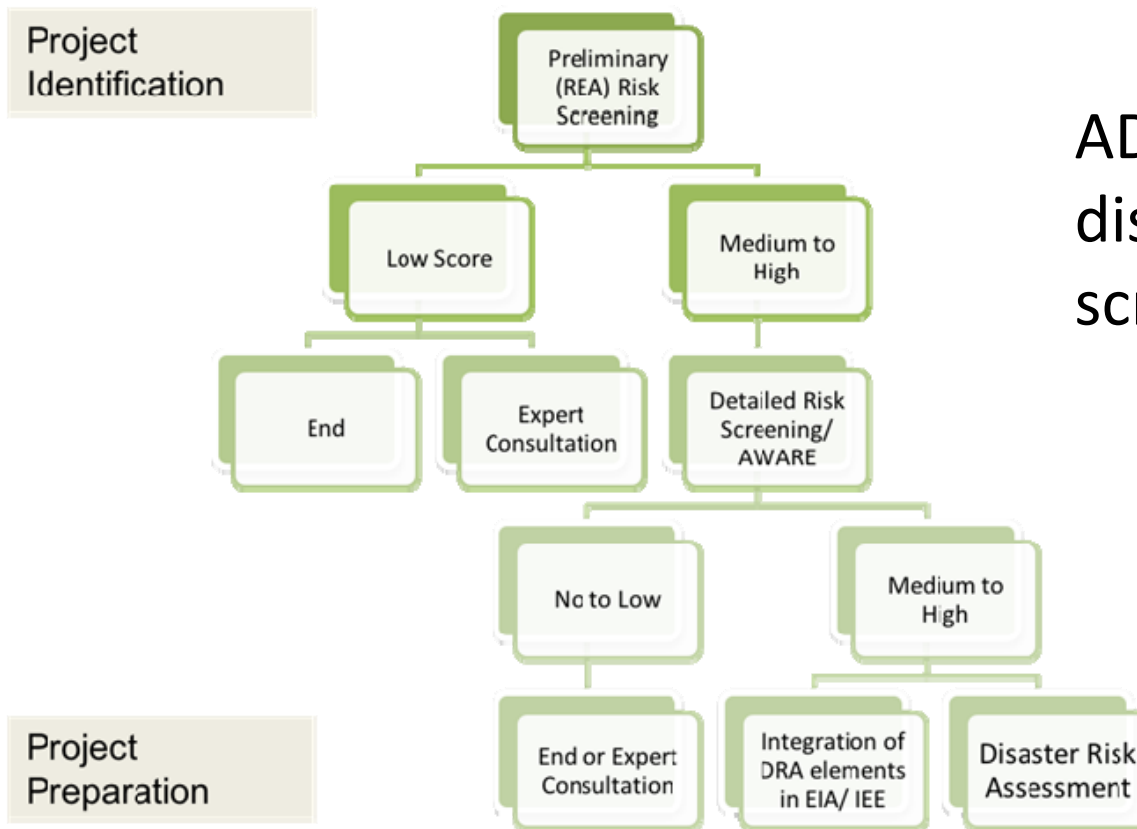 Project
Identification
Preliminary
(REA) Risk
Screening
Low Score
Medium to
High
End
Expert
Consultation
Detailed Risk
Screening/
AWARE
No to Low
Medium to
High
Project
Preparation
End or Expert
Consultation
Integration of
DRA elements
in EIA/ IEE
Disaster Risk
Assessment